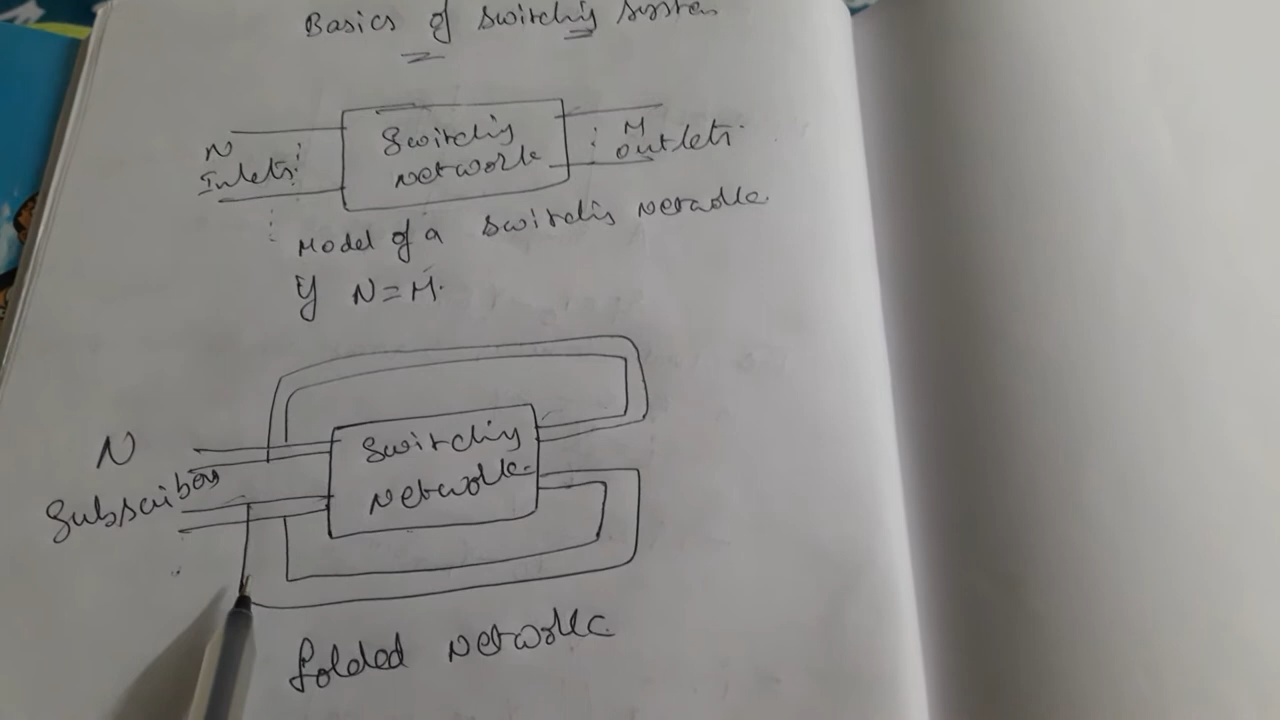 Basics of Switching System
N
Inlets
Switching
network
M
outlets
Model of a Switching network
If N=M.
N
Subscribers
Switching
Network
folded network